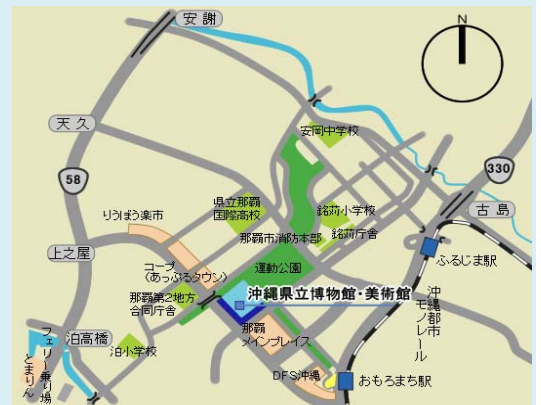 安謝
N
天久
安岡中学校
58
330
県立那覇
国際高校
銘苅小学校
古島
りうぼう楽市
那覇市消防本部
銘苅庁舎
上之屋
コープ
(あっぷるタウン)
運動公園
ふるじま駅
沖縄県立博物館・美術館
那覇第2地方
合同庁舎
沖縄都市
モノレール
泊高橋
泊小学校
那覇
メインプレイス
フェリー乗り場
とまりん
DFS沖縄
おもろまち駅